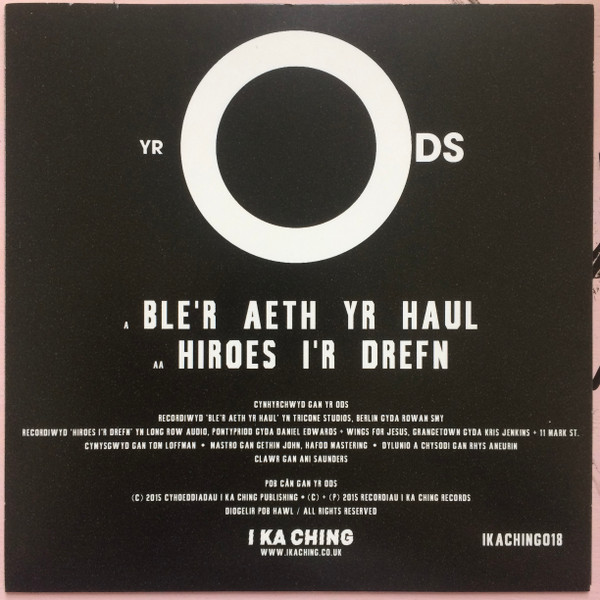 YR ODS
A BLE'R AETH YR HAUL
AA HIROES I'R DREFN
CYNHYRCHWYD GAN YR ODS
RECORDIWYD 'BLE'R AETH YR HAUL' YN TRICONE STUDIOS, BERLIN GYDA ROWAN SMY
RECORDIWYD 'HIROES I'R DREFN' YN LONG ROW AUDIO, PONTYPRIDD GYDA DANIEL EDWARDS + WINGS FOR JESUS, GRANGETOWN GYDA KRIS JENKINS + 11 MARK ST.
CYMYSGWYD GAN TOM LOFFMAN • MASTRO GAN GETHIN JOHN, HAFOD MASTERING • DYLUNIO A CHYSODI GAN RHYS ANEURIN
CLAWR GAN ANI SAUNDERS
POB CÂN GAN YR ODS
(C) 2015 CYHOEDDIADAU I KA CHING PUBLISHING • (C) + (P) 2015 RECORDIAU I KA CHING RECORDS
DIOGELIR POB HAWL / ALL RIGHTS RESERVED
I KA CHING
WWW.IKACHING.CO.UK
IKACHING018